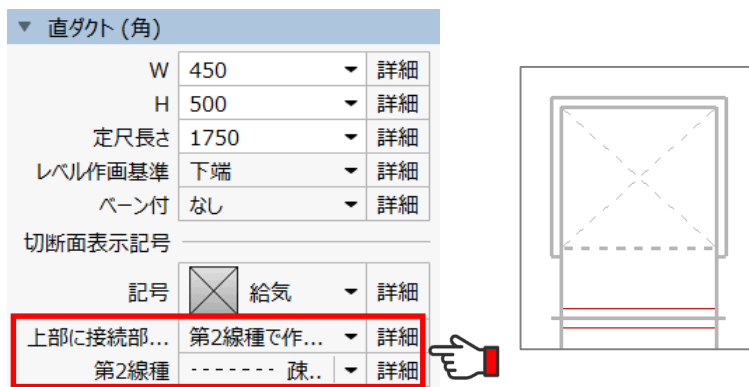 ▼ 直ダクト (角)
W 450 詳細
H 500 詳細
定尺長さ 1750 詳細
レベル作画基準 下端 詳細
ベーン付 なし 詳細
切断面表示記号
記号 給気 詳細
上部に接続部... 第2線種で作... 詳細
第2線種 ------- 疎.. 詳細